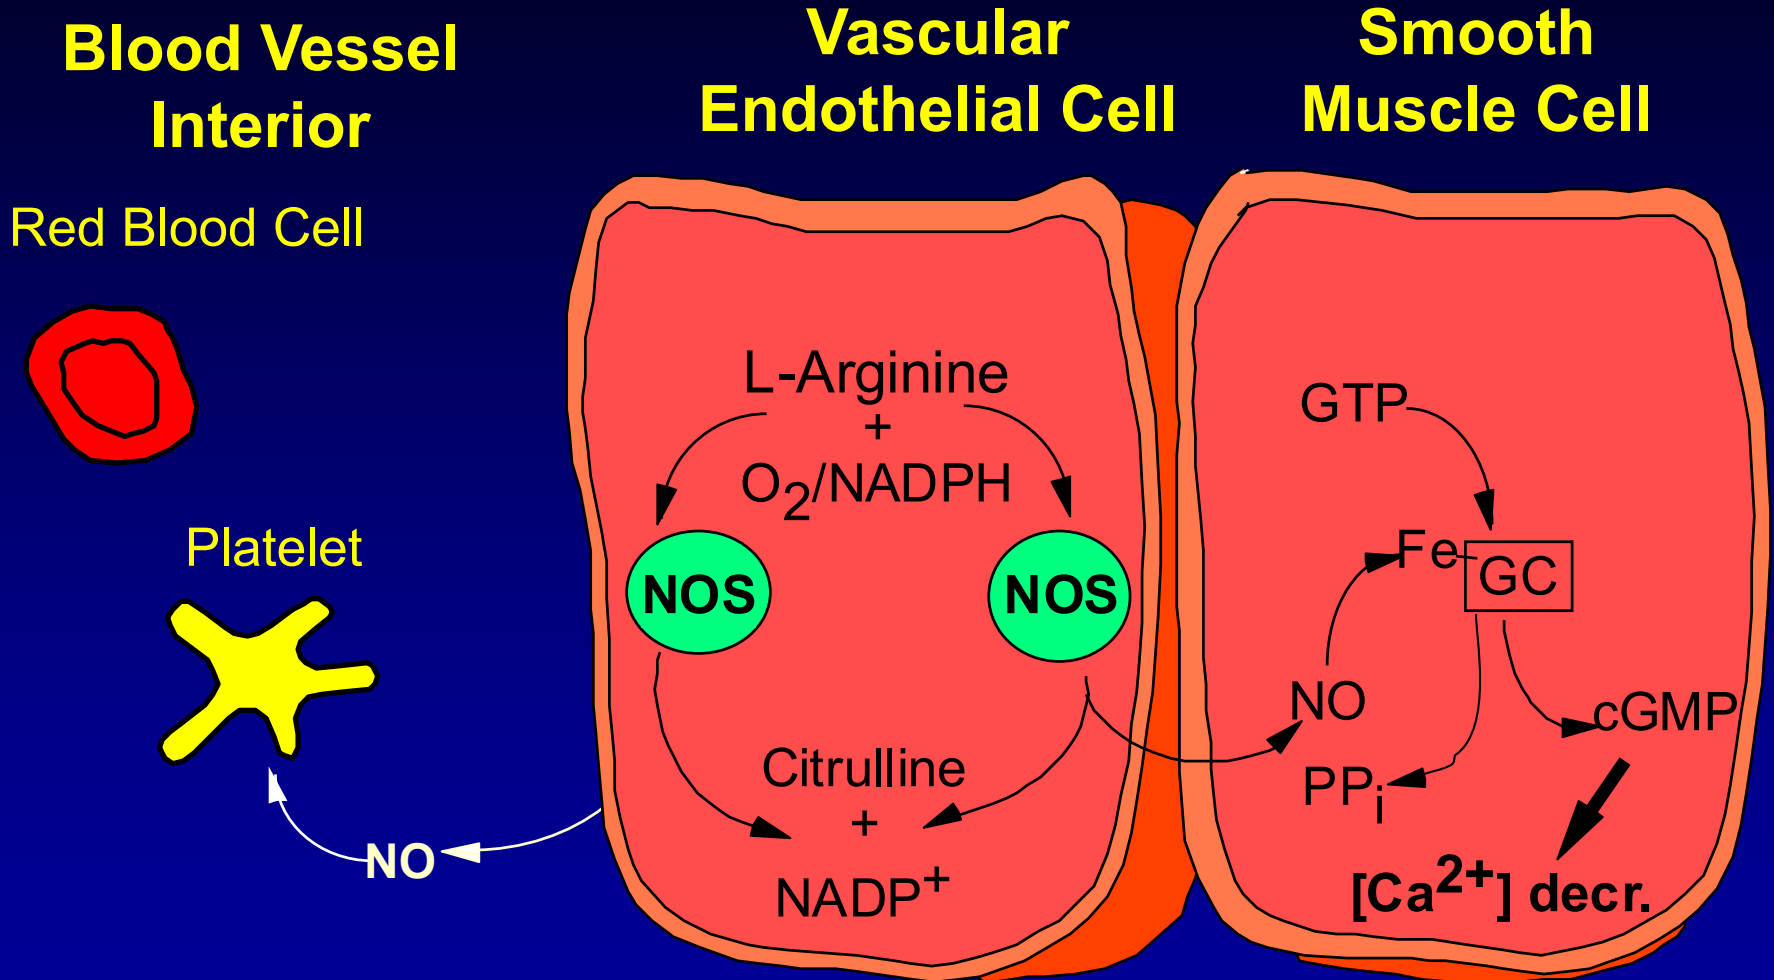 Blood Vessel
Interior
Vascular
Endothelial Cell
Smooth
Muscle Cell
Red Blood Cell
Platelet
NO
L-Arginine
+
O₂/NADPH
NOS
NOS
Citrulline
+
NADP⁺
GTP
Fe
GC
NO
cGMP
PPᵢ
[Ca²⁺] decr.